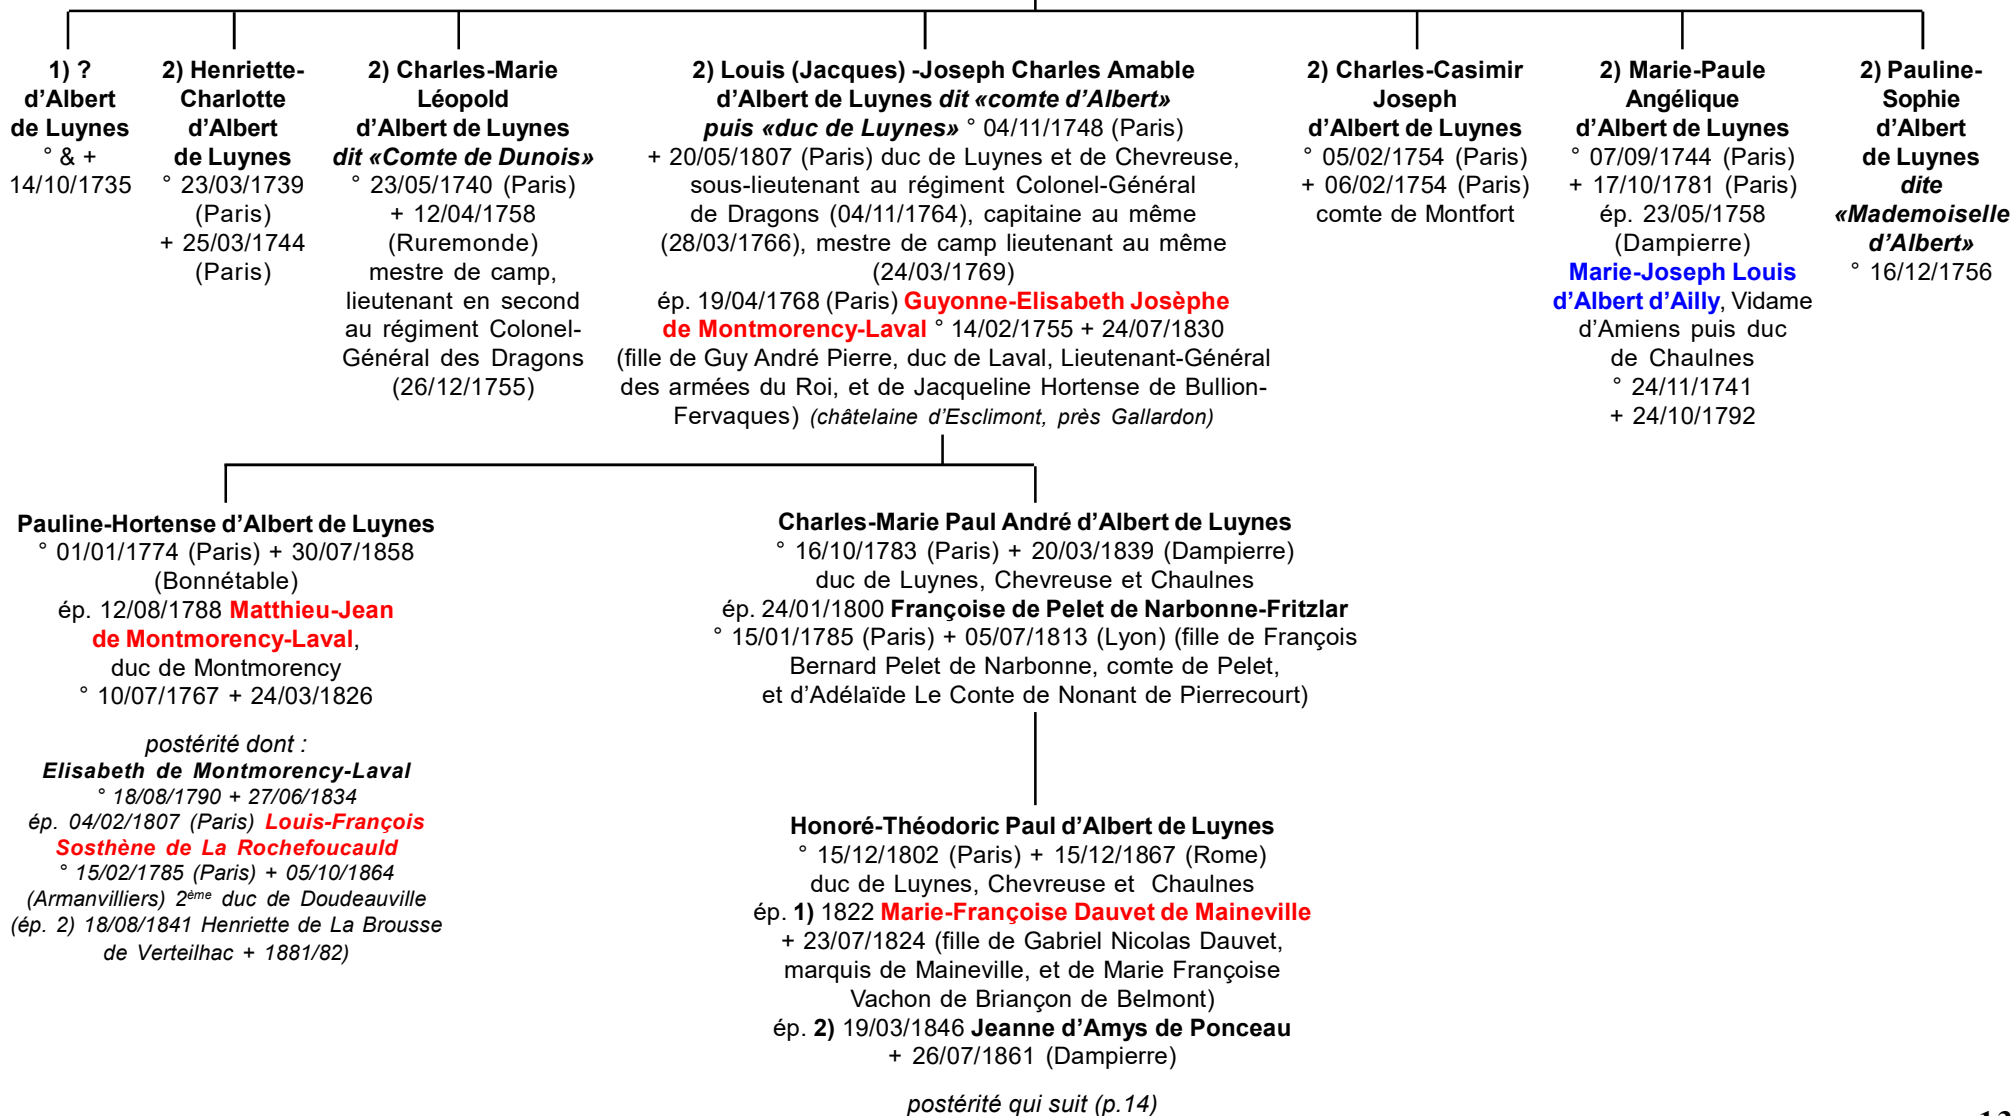 1) ?
d’Albert
de Luynes
° & +
14/10/1735
2) Henriette-
Charlotte
d’Albert
de Luynes
° 23/03/1739
(Paris)
+ 25/03/1744
(Paris)
2) Charles-Marie
Léopold
d’Albert de Luynes
dit «Comte de Dunois»
° 23/05/1740 (Paris)
+ 12/04/1758
(Ruremonde)
mestre de camp,
lieutenant en second
au régiment Colonel-
Général des Dragons
(26/12/1755)
2) Louis (Jacques) -Joseph Charles Amable
d’Albert de Luynes dit «comte d’Albert»
puis «duc de Luynes» ° 04/11/1748 (Paris)
+ 20/05/1807 (Paris) duc de Luynes et de Chevreuse,
sous-lieutenant au régiment Colonel-Général
de Dragons (04/11/1764), capitaine au même
(28/03/1766), mestre de camp lieutenant au même
(24/03/1769)
ép. 19/04/1768 (Paris) Guyonne-Elisabeth Josèphe
de Montmorency-Laval ° 14/02/1755 + 24/07/1830
(fille de Guy André Pierre, duc de Laval, Lieutenant-Général
des armées du Roi, et de Jacqueline Hortense de Bullion-
Fervaques) (châtelaine d’Esclimont, près Gallardon)
2) Charles-Casimir
Joseph
d’Albert de Luynes
° 05/02/1754 (Paris)
+ 06/02/1754 (Paris)
comte de Montfort
2) Marie-Paule
Angélique
d’Albert de Luynes
° 07/09/1744 (Paris)
+ 17/10/1781 (Paris)
ép. 23/05/1758
(Dampierre)
Marie-Joseph Louis
d’Albert d’Ailly, Vidame
d’Amiens puis duc
de Chaulnes
° 24/11/1741
+ 24/10/1792
2) Pauline-
Sophie
d’Albert
de Luynes
dite
«Mademoiselle
d’Albert»
° 16/12/1756
Pauline-Hortense d’Albert de Luynes
° 01/01/1774 (Paris) + 30/07/1858
(Bonnétable)
ép. 12/08/1788 Matthieu-Jean
de Montmorency-Laval,
duc de Montmorency
° 10/07/1767 + 24/03/1826
postérité dont :
Elisabeth de Montmorency-Laval
° 18/08/1790 + 27/06/1834
ép. 04/02/1807 (Paris) Louis-François
Sosthène de La Rochefoucauld
° 15/02/1785 (Paris) + 05/10/1864
(Armanvilliers) 2ème duc de Doudeauville
(ép. 2) 18/08/1841 Henriette de La Brousse
de Verteilhac + 1881/82)
Charles-Marie Paul André d’Albert de Luynes
° 16/10/1783 (Paris) + 20/03/1839 (Dampierre)
duc de Luynes, Chevreuse et Chaulnes
ép. 24/01/1800 Françoise de Pelet de Narbonne-Fritzlar
° 15/01/1785 (Paris) + 05/07/1813 (Lyon) (fille de François
Bernard Pelet de Narbonne, comte de Pelet,
et d’Adélaïde Le Conte de Nonant de Pierrecourt)
Honoré-Théodoric Paul d’Albert de Luynes
° 15/12/1802 (Paris) + 15/12/1867 (Rome)
duc de Luynes, Chevreuse et Chaulnes
ép. 1) 1822 Marie-Françoise Dauvet de Maineville
+ 23/07/1824 (fille de Gabriel Nicolas Dauvet,
marquis de Maineville, et de Marie Françoise
Vachon de Briançon de Belmont)
ép. 2) 19/03/1846 Jeanne d’Amys de Ponceau
+ 26/07/1861 (Dampierre)
postérité qui suit (p.14)